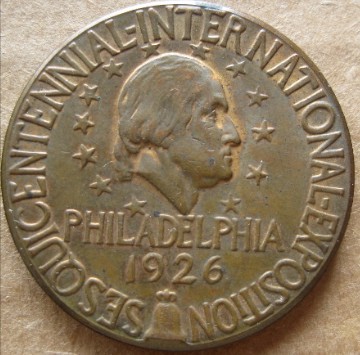 SESQUICENTENNIAL-INTERNATIONAL-EXPOSITION
PHILADELPHIA
1926